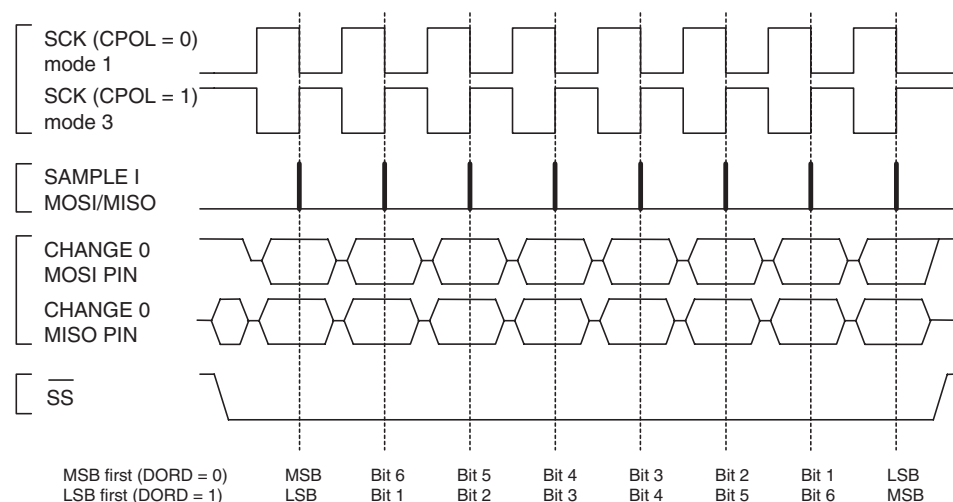 SCK (CPOL = 0)
mode 1
SCK (CPOL = 1)
mode 3
SAMPLE I
MOSI/MISO
CHANGE 0
MOSI PIN
CHANGE 0
MISO PIN
SS
MSB first (DORD = 0) MSB Bit 6 Bit 5 Bit 4 Bit 3 Bit 2 Bit 1 LSB
LSB first (DORD = 1) LSB Bit 1 Bit 2 Bit 3 Bit 4 Bit 5 Bit 6 MSB